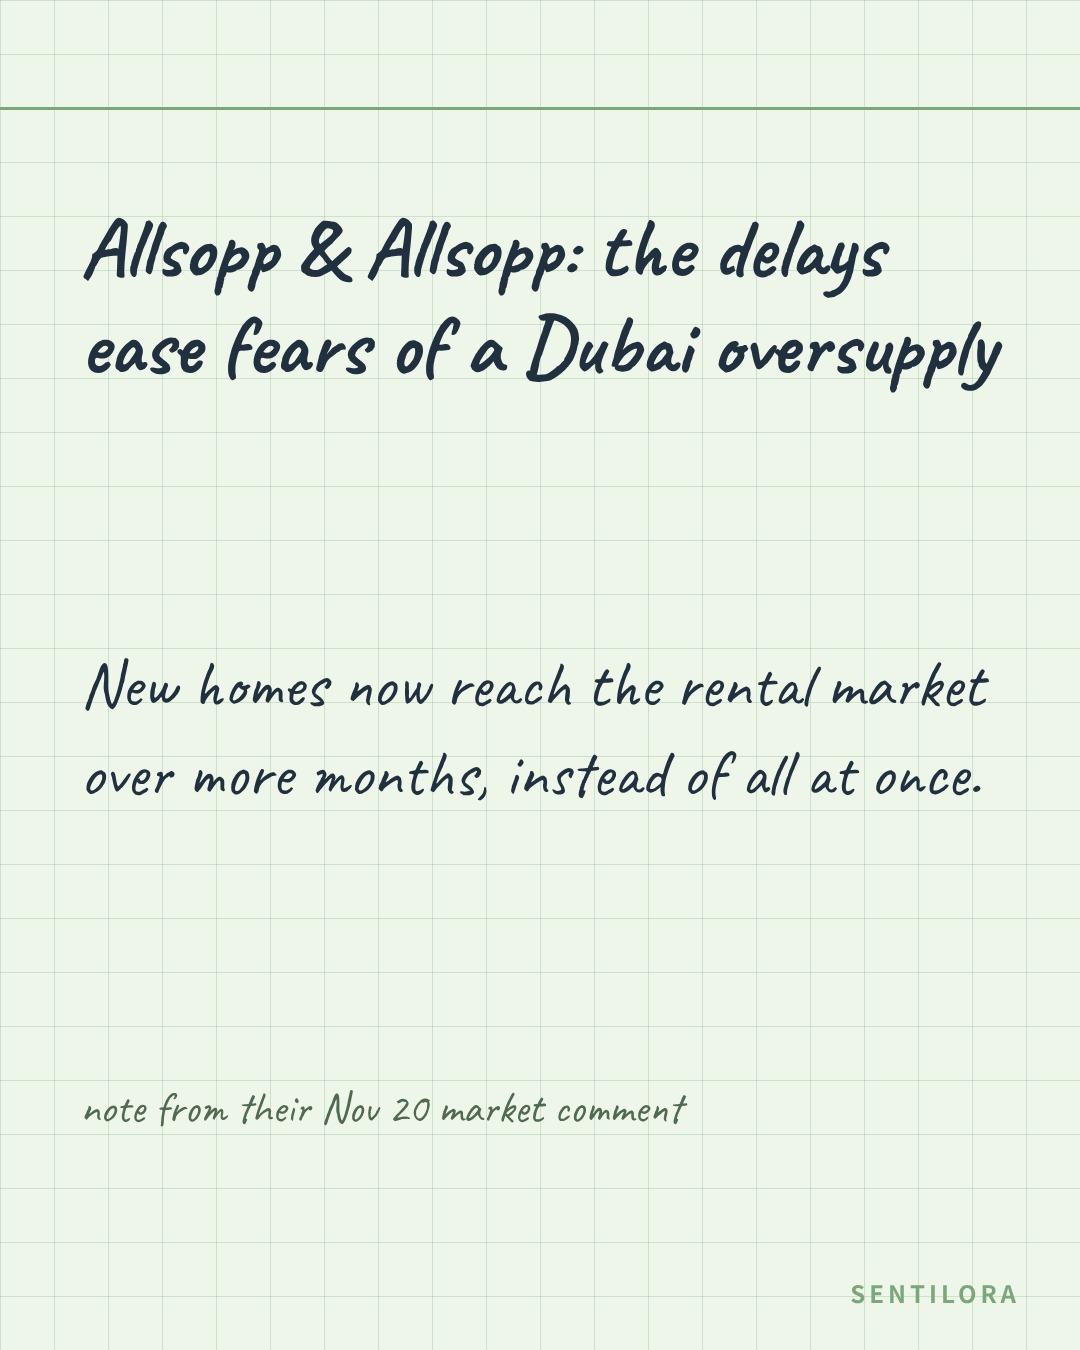 Allsopp & Allsopp: the delays
ease fears of a Dubai oversupply
New homes now reach the rental market
over more months, instead of all at once.
note from their Nov 20 market comment
SENTILORA